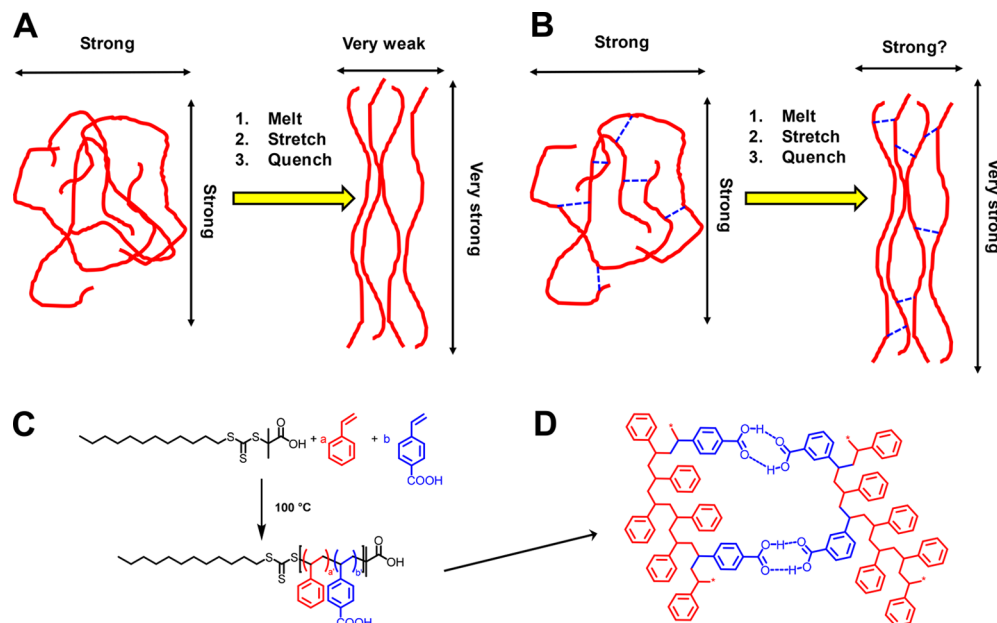 A
Strong
Very weak
1. Melt
2. Stretch
3. Quench
Strong
Very strong
B
Strong
Strong?
1. Melt
2. Stretch
3. Quench
Strong
Very strong
C
S S O
OH
S
+ a + b
COOH
100 °C
S S O
OH
S a' b'
COOH
D
* O-H O *
O H-O
O-H O
O H-O
* *